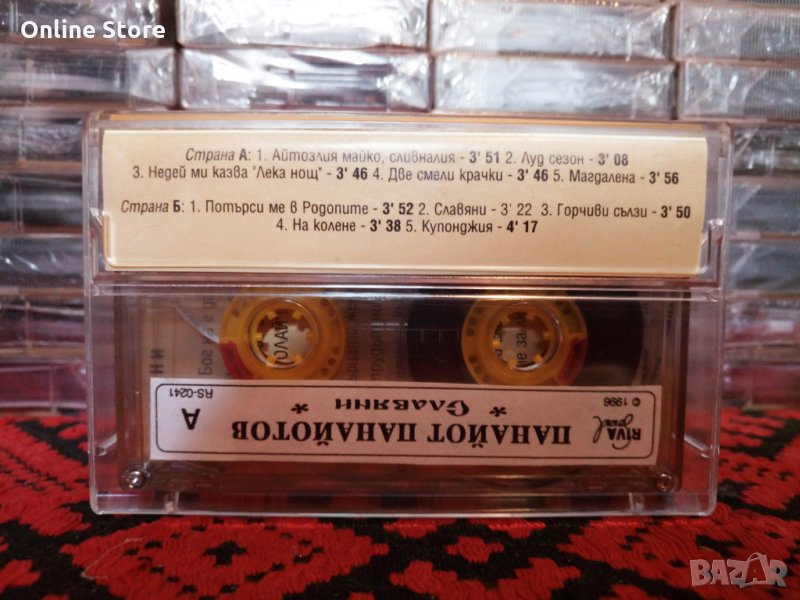 Online Store
Страна А: 1. Айтозлия майко, сливналия - 3' 51 2. Луд сезон - 3' 08
3. Недей ми казва "Лека нощ" - 3' 46 4. Две смели крачки - 3' 46 5. Магдалена - 3' 56
Страна Б: 1. Потърси ме в Родопите - 3' 52 2. Славяни - 3' 22 3. Горчиви сълзи - 3' 50
4. На колене - 3' 38 5. Купонджия - 4' 17
RIVA sound
ПАНАЙОТ ПАНАЙОТОВ
* Славяни *
А
© 1996
RS-0241
BAZAR